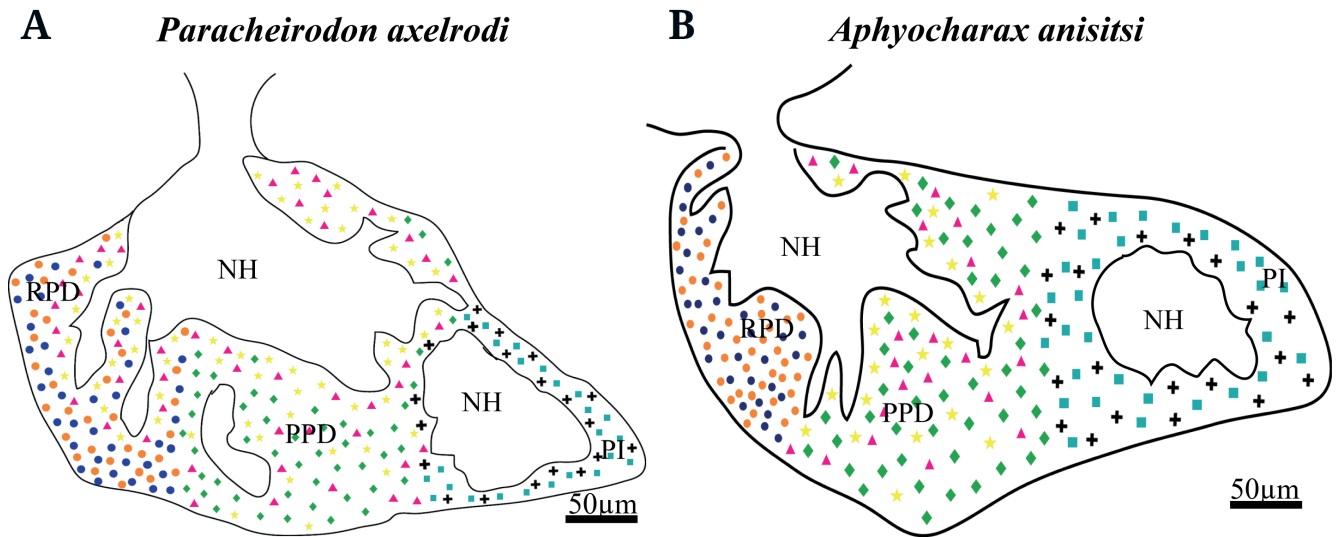 A
Paracheirodon axelrodi
RPD
NH
PPD
NH
PI
50µm
B
Aphyocharax anisitsi
NH
RPD
PPD
NH
PI
50µm